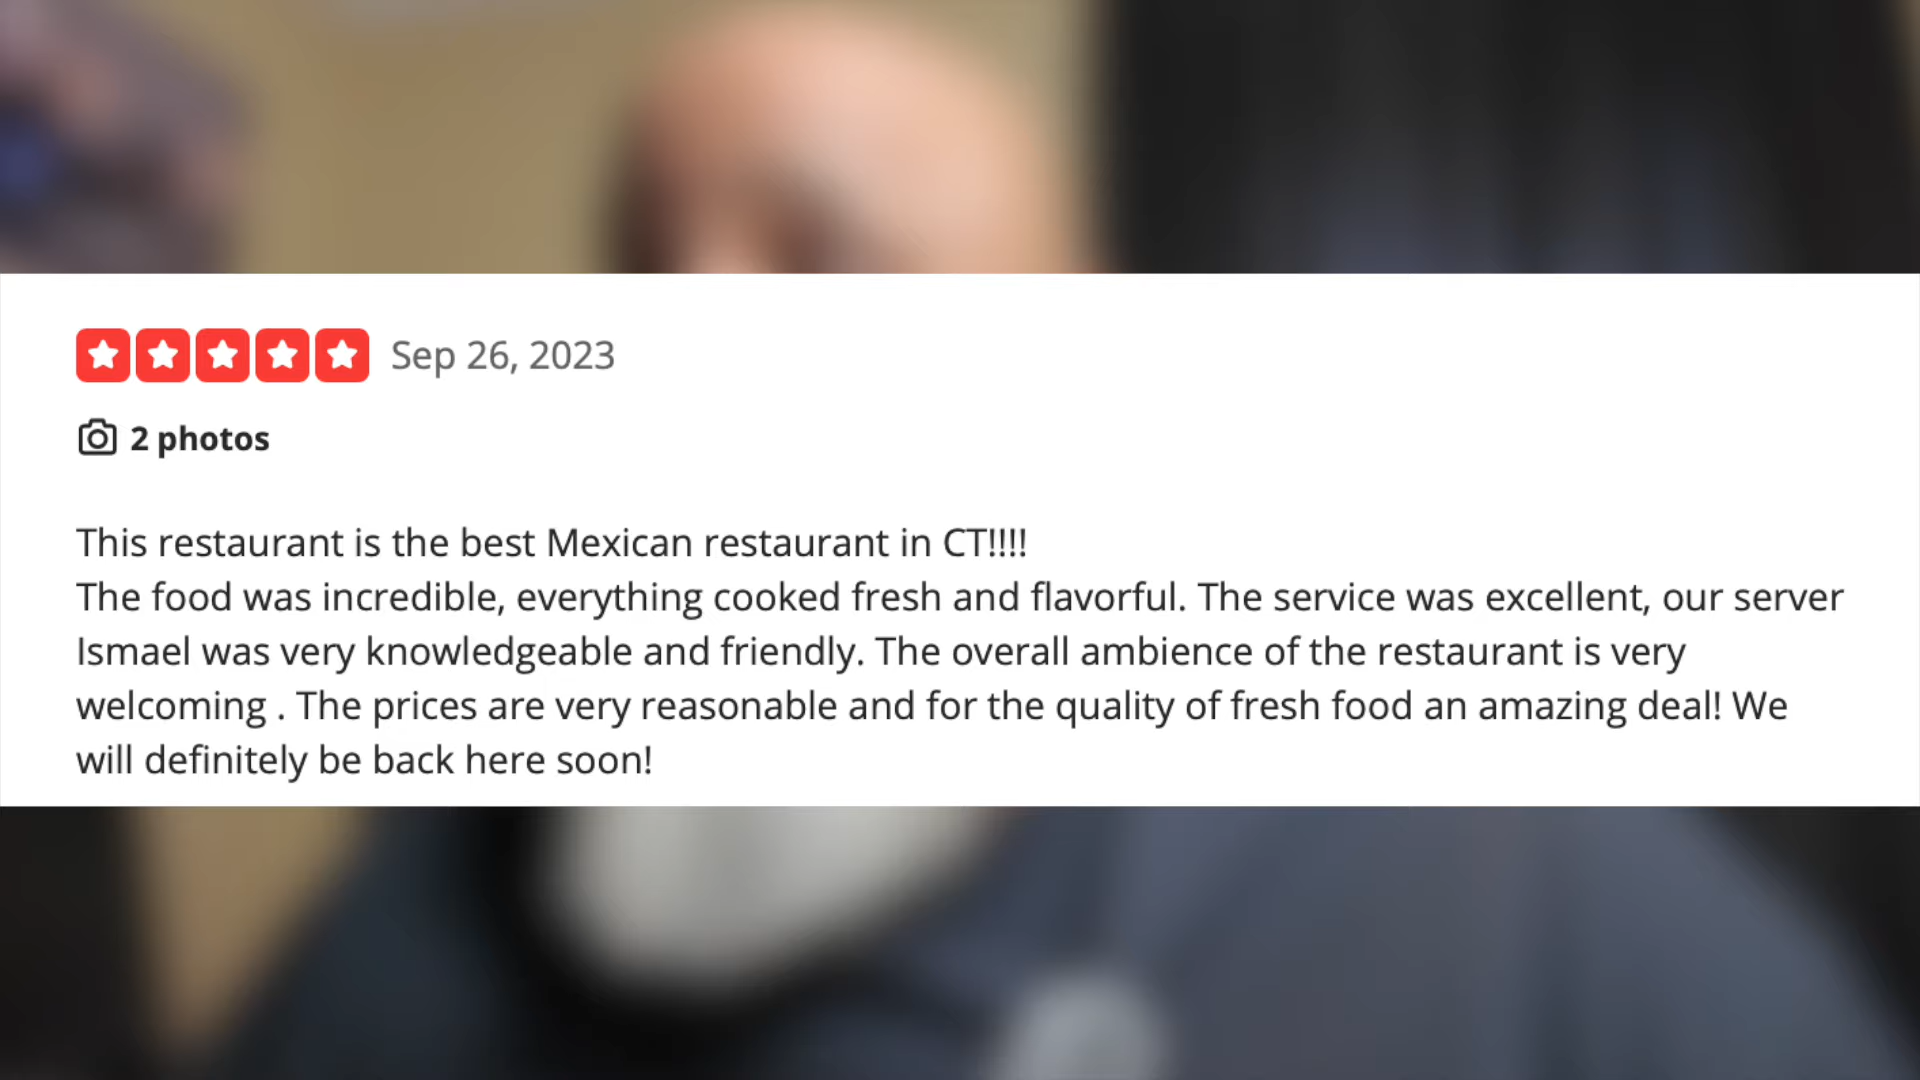 Sep 26, 2023
2 photos
This restaurant is the best Mexican restaurant in CT!!!!
The food was incredible, everything cooked fresh and flavorful. The service was excellent, our server
Ismael was very knowledgeable and friendly. The overall ambience of the restaurant is very
welcoming . The prices are very reasonable and for the quality of fresh food an amazing deal! We
will definitely be back here soon!